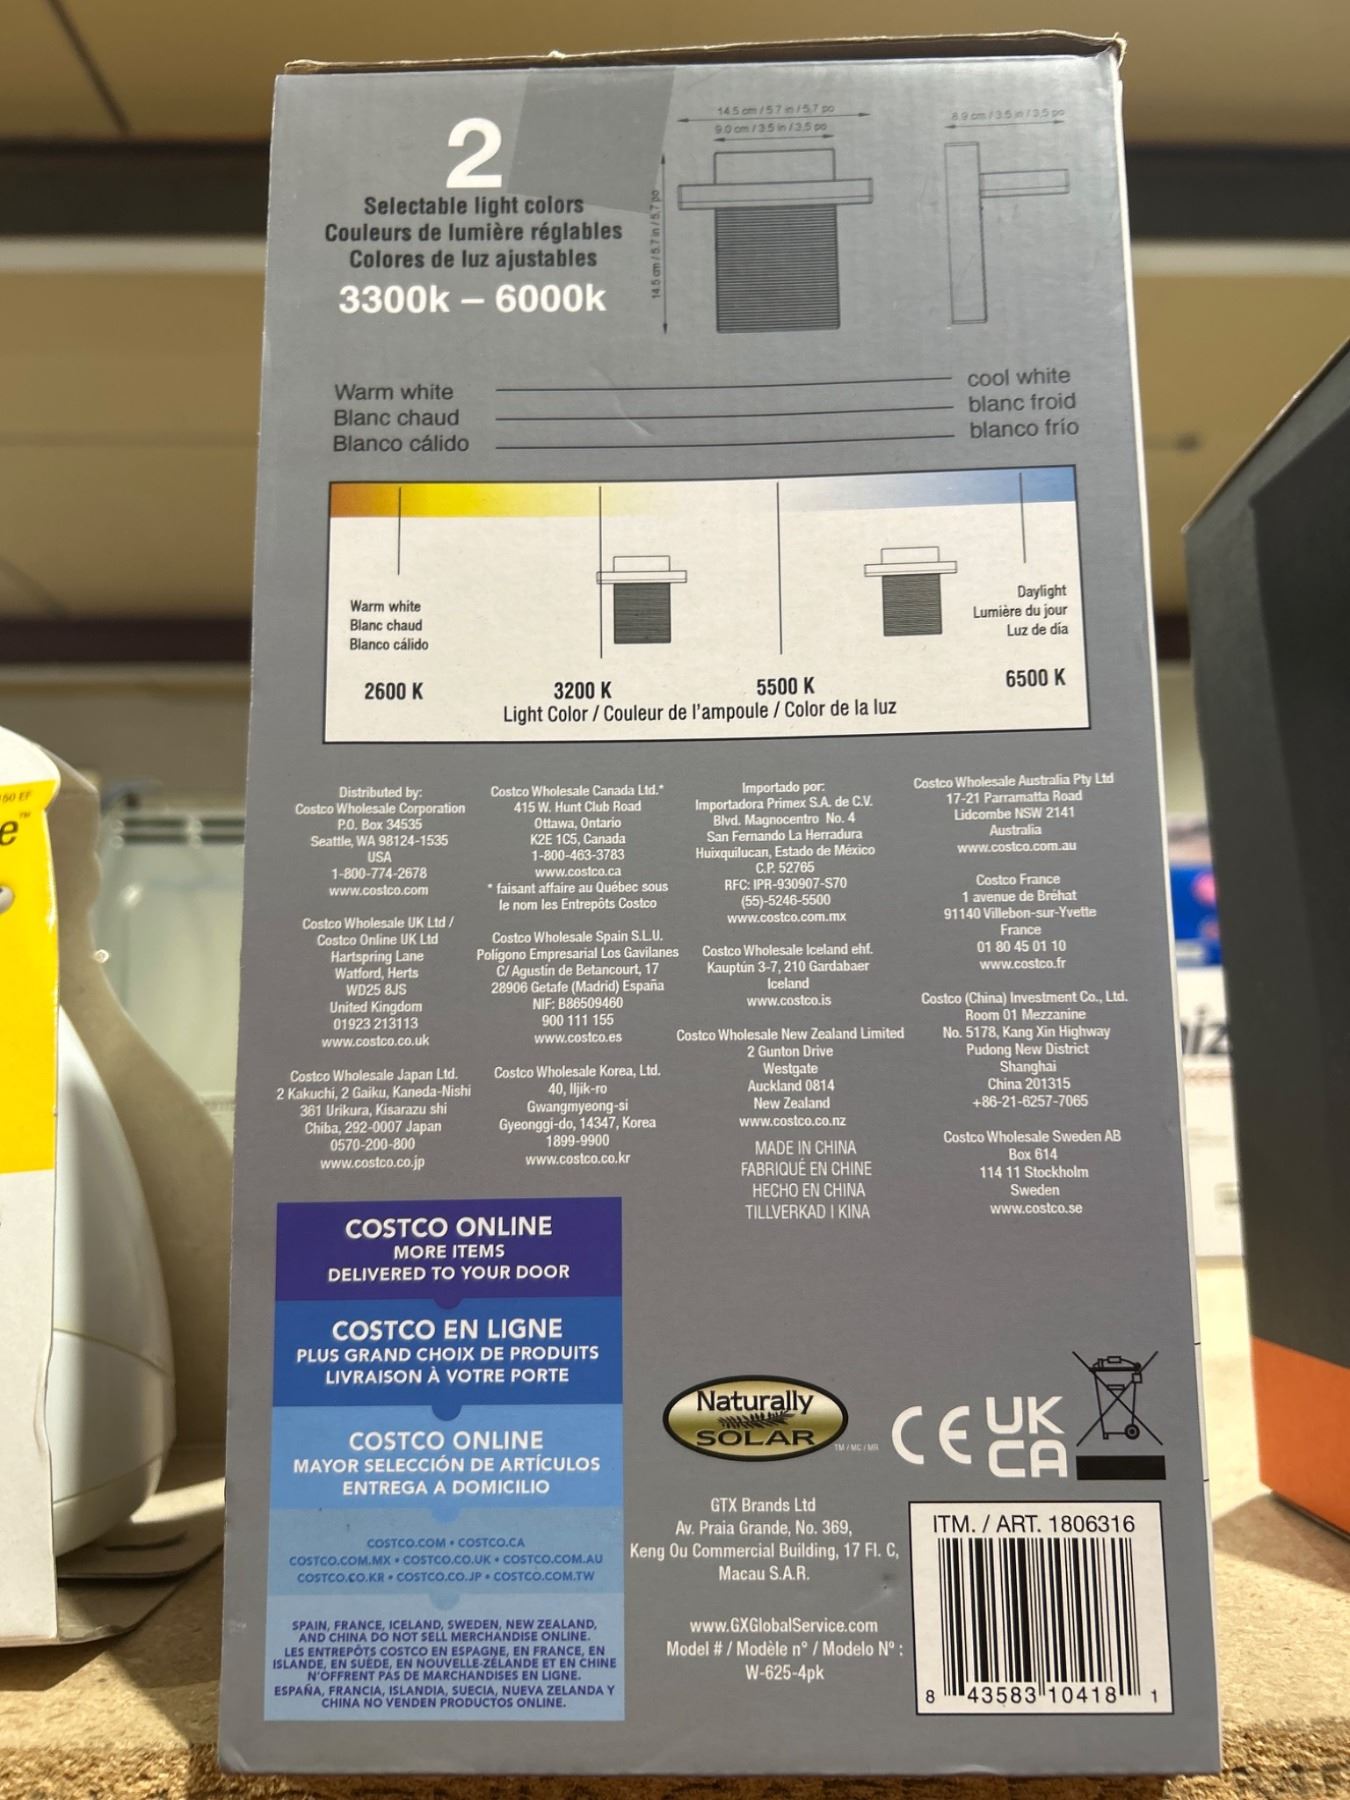 2
Selectable light colors
Couleurs de lumière réglables
Colores de luz ajustables
3300k – 6000k
14.5 cm / 5.7 in / 5.7 po
9.0 cm / 3.5 in / 3.5 po
14.5 cm / 5.7 in / 5.7 po
8.9 cm / 3.5 in / 3.5 po
Warm white
Blanc chaud
Blanco cálido
cool white
blanc froid
blanco frío
Warm white
Blanc chaud
Blanco cálido
Daylight
Lumière du jour
Luz de día
2600 K
3200 K
5500 K
6500 K
Light Color / Couleur de l'ampoule / Color de la luz
Distributed by:
Costco Wholesale Corporation
P.O. Box 34535
Seattle, WA 98124-1535
USA
1-800-774-2678
www.costco.com
Costco Wholesale UK Ltd /
Costco Online UK Ltd
Hartspring Lane
Watford, Herts
WD25 8JS
United Kingdom
01923 213113
www.costco.co.uk
Costco Wholesale Japan Ltd.
2 Kakuchi, 2 Gaiku, Kaneda-Nishi
361 Urikura, Kisarazu shi
Chiba, 292-0007 Japan
0570-200-800
www.costco.co.jp
Costco Wholesale Canada Ltd.*
415 W. Hunt Club Road
Ottawa, Ontario
K2E 1C5, Canada
1-800-463-3783
www.costco.ca
* faisant affaire au Québec sous
le nom les Entrepôts Costco
Costco Wholesale Spain S.L.U.
Polígono Empresarial Los Gavilanes
C/ Agustín de Betancourt, 17
28906 Getafe (Madrid) España
NIF: B86509460
900 111 155
www.costco.es
Costco Wholesale Korea, Ltd.
40, Iljik-ro
Gwangmyeong-si
Gyeonggi-do, 14347, Korea
1899-9900
www.costco.co.kr
Importado por:
Importadora Primex S.A. de C.V.
Blvd. Magnocentro No. 4
San Fernando La Herradura
Huixquilucan, Estado de México
C.P. 52765
RFC: IPR-930907-S70
(55)-5246-5500
www.costco.com.mx
Costco Wholesale Iceland ehf.
Kauptún 3-7, 210 Gardabaer
Iceland
www.costco.is
Costco Wholesale New Zealand Limited
2 Gunton Drive
Westgate
Auckland 0814
New Zealand
www.costco.co.nz
MADE IN CHINA
FABRIQUÉ EN CHINE
HECHO EN CHINA
TILLVERKAD I KINA
Costco Wholesale Australia Pty Ltd
17-21 Parramatta Road
Lidcombe NSW 2141
Australia
www.costco.com.au
Costco France
1 avenue de Bréhat
91140 Villebon-sur-Yvette
France
01 80 45 01 10
www.costco.fr
Costco (China) Investment Co., Ltd.
Room 01 Mezzanine
No. 5178, Kang Xin Highway
Pudong New District
Shanghai
China 201315
+86-21-6257-7065
Costco Wholesale Sweden AB
Box 614
114 11 Stockholm
Sweden
www.costco.se
COSTCO ONLINE
MORE ITEMS
DELIVERED TO YOUR DOOR
COSTCO EN LIGNE
PLUS GRAND CHOIX DE PRODUITS
LIVRAISON À VOTRE PORTE
COSTCO ONLINE
MAYOR SELECCIÓN DE ARTÍCULOS
ENTREGA A DOMICILIO
COSTCO.COM • COSTCO.CA
COSTCO.COM.MX • COSTCO.CO.UK • COSTCO.COM.AU
COSTCO.CO.KR • COSTCO.CO.JP • COSTCO.COM.TW
SPAIN, FRANCE, ICELAND, SWEDEN, NEW ZEALAND,
AND CHINA DO NOT SELL MERCHANDISE ONLINE.
LES ENTREPÔTS COSTCO EN ESPAGNE, EN FRANCE, EN
ISLANDE, EN SUÈDE, EN NOUVELLE-ZÉLANDE ET EN CHINE
N'OFFRENT PAS DE MARCHANDISES EN LIGNE.
ESPAÑA, FRANCIA, ISLANDIA, SUECIA, NUEVA ZELANDA Y
CHINA NO VENDEN PRODUCTOS ONLINE.
Naturally
SOLAR
TM / MC / MR
CE UK
CA
GTX Brands Ltd
Av. Praia Grande, No. 369,
Keng Ou Commercial Building, 17 Fl. C,
Macau S.A.R.
www.GXGlobalService.com
Model # / Modèle n° / Modelo Nº :
W-625-4pk
ITM. / ART. 1806316
8 43583 10418 1